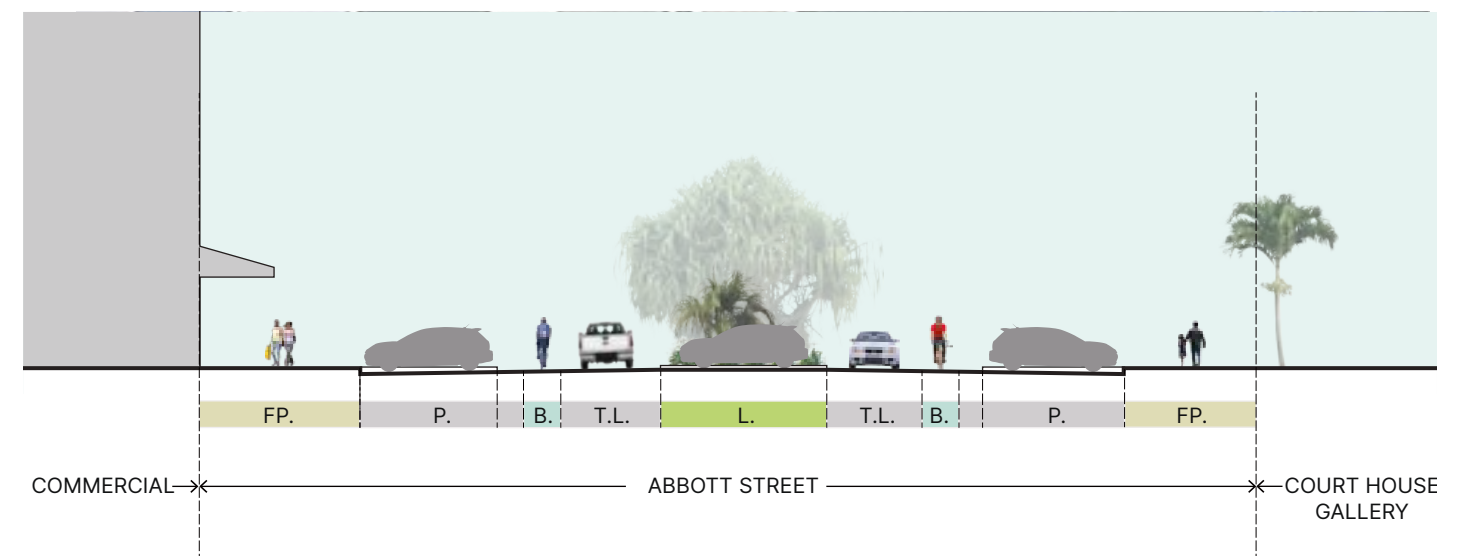 FP. P. B. T.L. L. T.L. B. P. FP.
COMMERCIAL ABBOTT STREET COURT HOUSE
GALLERY